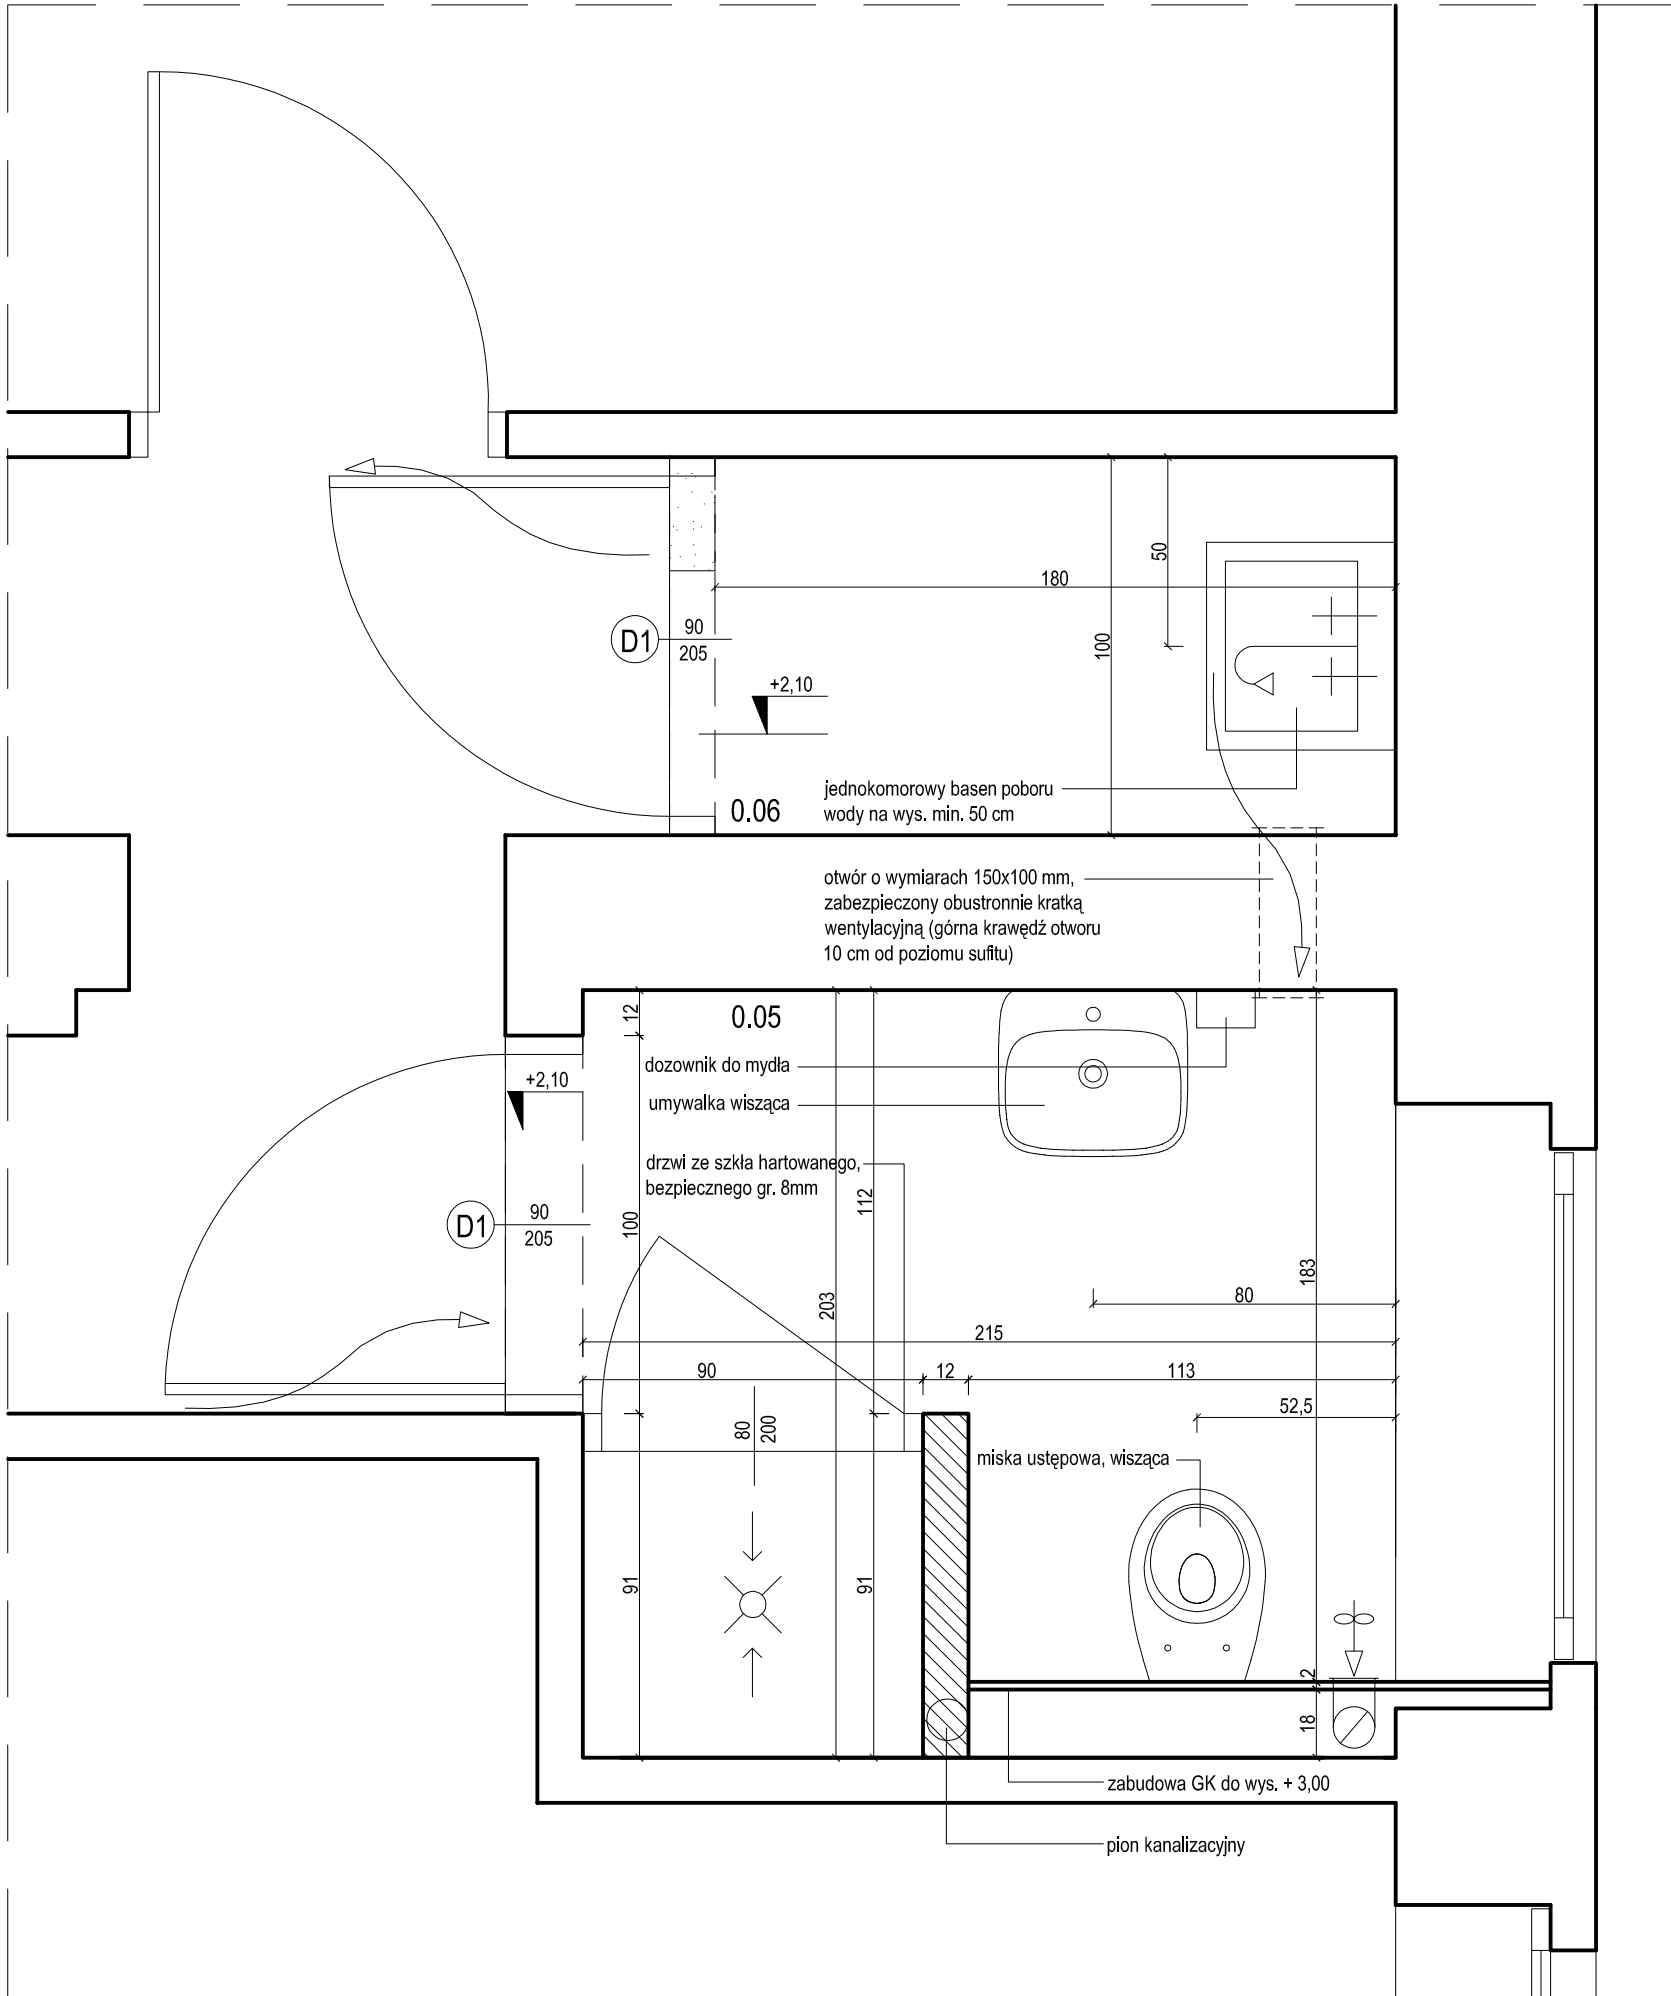 50
180
D1
90
205
100
+2,10
jednokomorowy basen poboru
wody na wys. min. 50 cm
0.06
otwór o wymiarach 150x100 mm,
zabezpieczony obustronnie kratką
wentylacyjną (górna krawędź otworu
10 cm od poziomu sufitu)
12
0.05
dozownik do mydła
+2,10
umywalka wisząca
drzwi ze szkła hartowanego,
bezpiecznego gr. 8mm
112
D1
90
205
100
183
203
80
215
90
12
113
52,5
80
200
miska ustępowa, wisząca
91
91
2
18
zabudowa GK do wys. + 3,00
pion kanalizacyjny